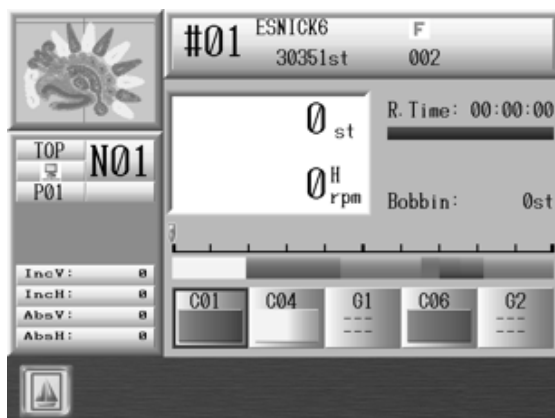 #01 ESNICK6 F
30351st 002
0 st
R.Time: 00:00:00
0 H rpm
Bobbin: 0st
TOP N01
P01
IncV: 0
IncH: 0
AbsV: 0
AbsH: 0
C01 C04 G1 C06 G2
--- ---
--- ---